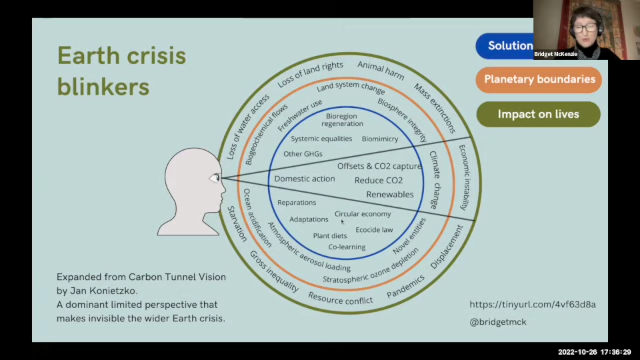 Earth crisis
blinkers
Solution
Bridget McKenzie
Planetary boundaries
Impact on lives
Loss of water access
Loss of land rights
Animal harm
Mass extinctions
Economic instability
Displacement
Pandemics
Resource conflict
Gross inequality
Starvation
Biogeochemical flows
Freshwater use
Land system change
Biosphere integrity
Climate change
Novel entities
Stratospheric ozone depletion
Atmospheric aerosol loading
Ocean acidification
Bioregion
regeneration
Systemic equalities
Biomimicry
Other GHGs
Offsets & CO2 capture
Domestic action
Reduce CO2
Renewables
Reparations
Circular economy
Adaptations
Ecocide law
Plant diets
Co-learning
Expanded from Carbon Tunnel Vision
by Jan Konietzko.
A dominant limited perspective that
makes invisible the wider Earth crisis.
https://tinyurl.com/4vf63d8a
@bridgetmck
2022-10-26 17:36:29